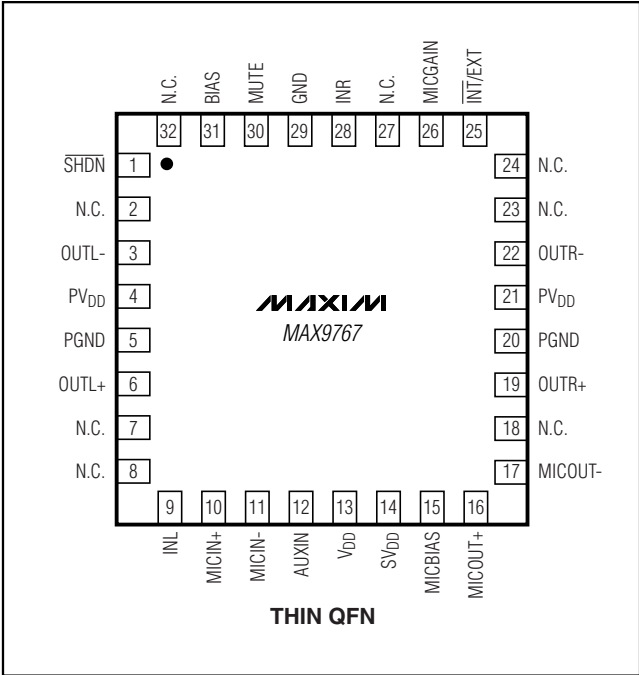 N.C.
BIAS
MUTE
GND
INR
N.C.
MICGAIN
I̅N̅T̅/EXT
32
31
30
29
28
27
26
25
S̅H̅D̅N̅ 1
N.C. 2
OUTL- 3
PVDD 4
PGND 5
OUTL+ 6
N.C. 7
N.C. 8
MAXIM
MAX9767
24 N.C.
23 N.C.
22 OUTR-
21 PVDD
20 PGND
19 OUTR+
18 N.C.
17 MICOUT-
9
10
11
12
13
14
15
16
INL
MICIN+
MICIN-
AUXIN
VDD
SVDD
MICBIAS
MICOUT+
THIN QFN